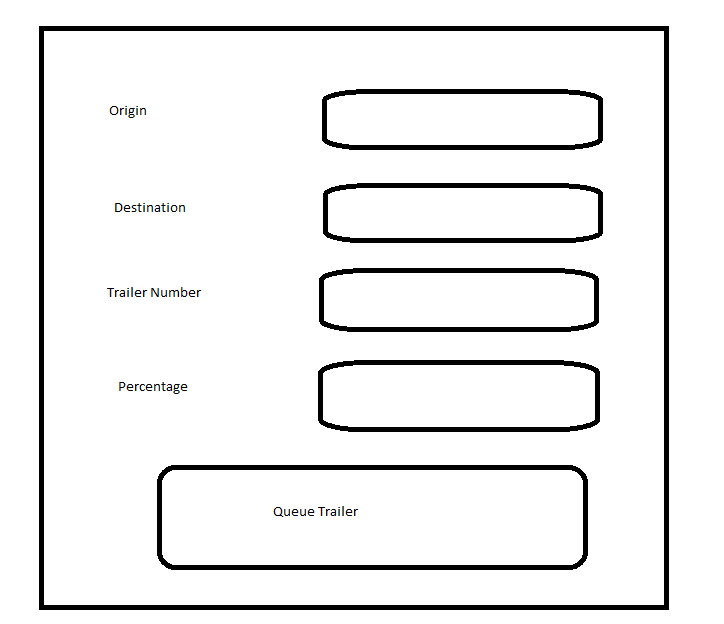 Origin
Destination
Trailer Number
Percentage
Queue Trailer